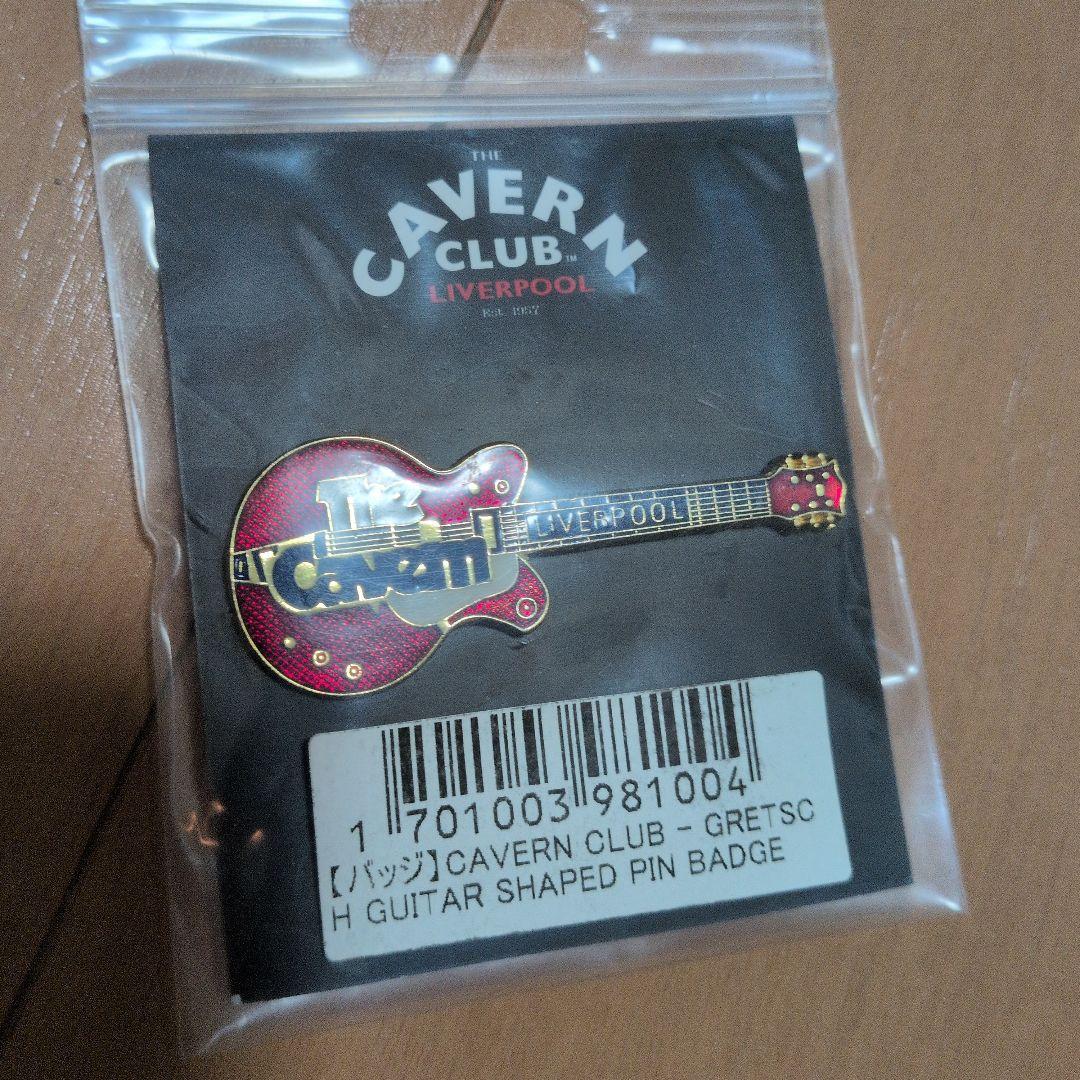 THE
CAVERN
CLUB™
LIVERPOOL
Est. 1957
The
Cavern
LIVERPOOL
1 701003 981004
【バッジ】CAVERN CLUB - GRETSC
H GUITAR SHAPED PIN BADGE